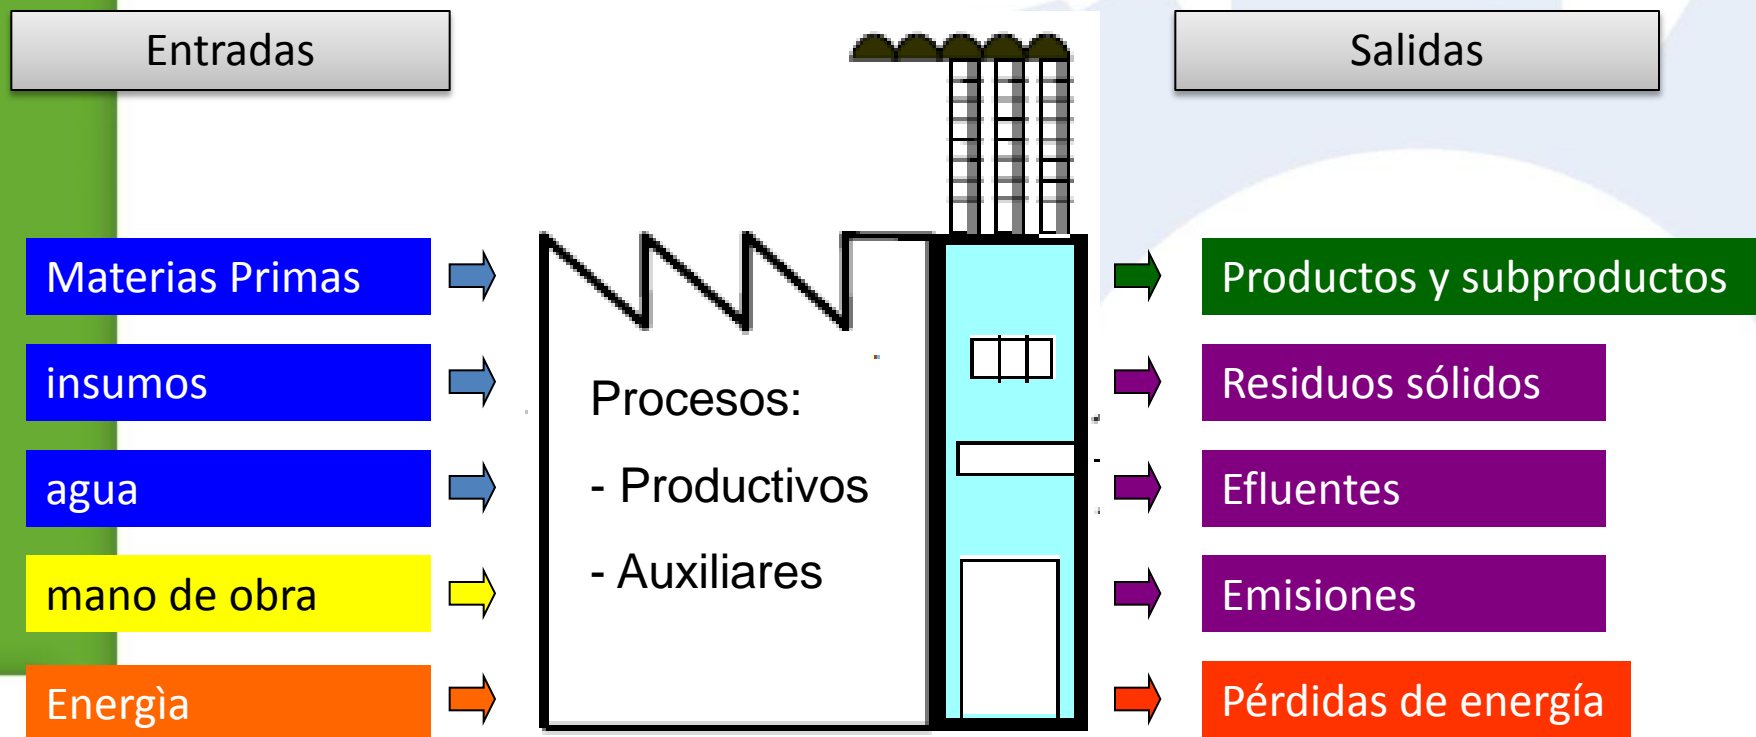 Entradas
Salidas
Materias Primas
insumos
agua
mano de obra
Energìa
Procesos:
- Productivos
- Auxiliares
Productos y subproductos
Residuos sólidos
Efluentes
Emisiones
Pérdidas de energía